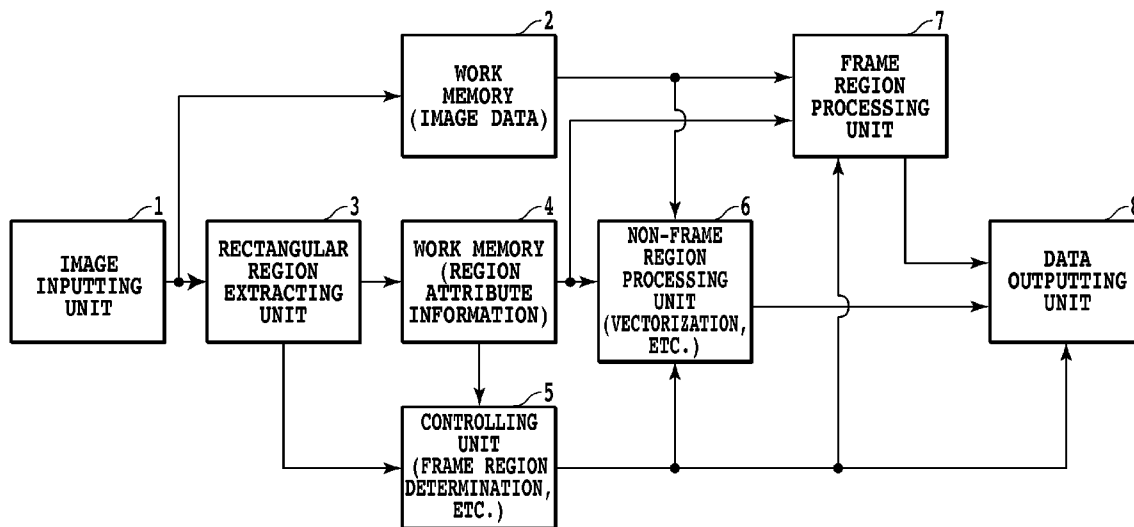 1
IMAGE
INPUTTING
UNIT
2
WORK
MEMORY
(IMAGE DATA)
3
RECTANGULAR
REGION
EXTRACTING
UNIT
4
WORK MEMORY
(REGION
ATTRIBUTE
INFORMATION)
5
CONTROLLING
UNIT
(FRAME REGION
DETERMINATION,
ETC.)
6
NON-FRAME
REGION
PROCESSING
UNIT
(VECTORIZATION,
ETC.)
7
FRAME
REGION
PROCESSING
UNIT
8
DATA
OUTPUTTING
UNIT